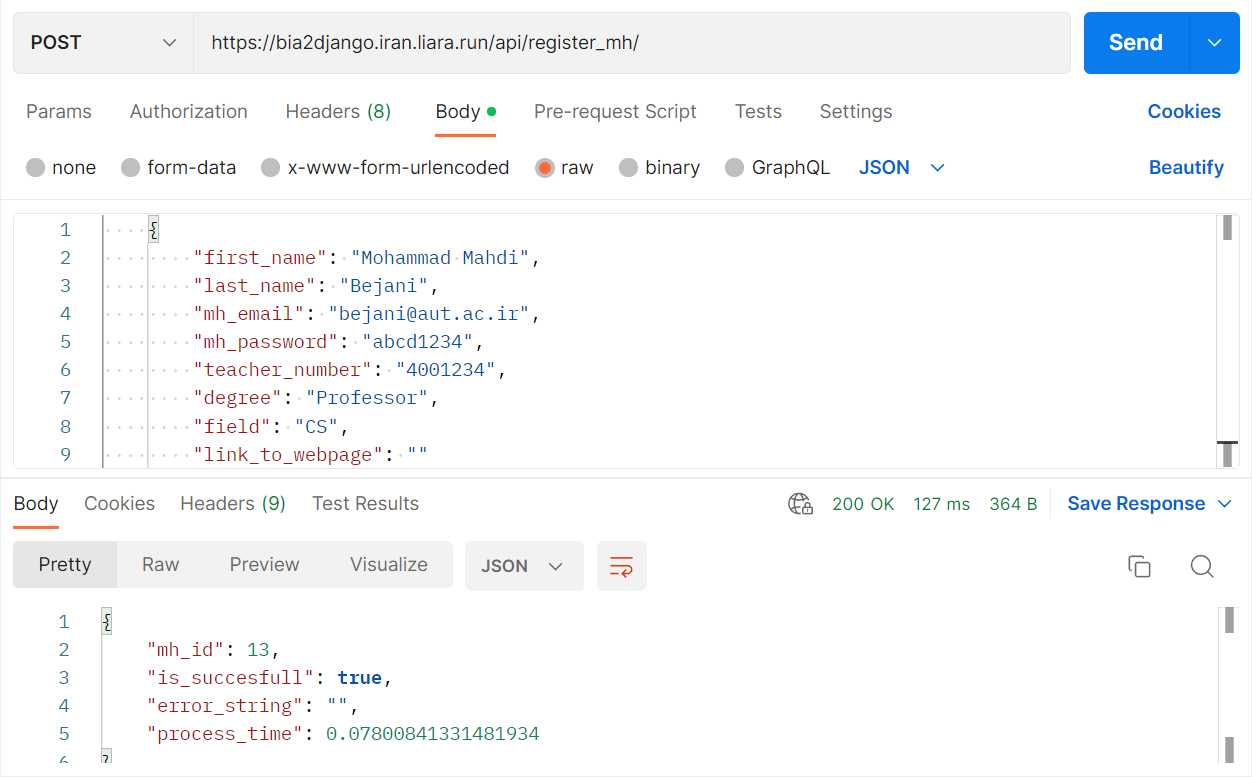 POST https://bia2django.iran.liara.run/api/register_mh/ Send
Params Authorization Headers (8) Body Pre-request Script Tests Settings Cookies
none form-data x-www-form-urlencoded raw binary GraphQL JSON Beautify
1 {
2 "first_name": "Mohammad Mahdi",
3 "last_name": "Bejani",
4 "mh_email": "bejani@aut.ac.ir",
5 "mh_password": "abcd1234",
6 "teacher_number": "4001234",
7 "degree": "Professor",
8 "field": "CS",
9 "link_to_webpage": ""
Body Cookies Headers (9) Test Results 200 OK 127 ms 364 B Save Response
Pretty Raw Preview Visualize JSON
1 {
2 "mh_id": 13,
3 "is_succesfull": true,
4 "error_string": "",
5 "process_time": 0.07800841331481934
6 }